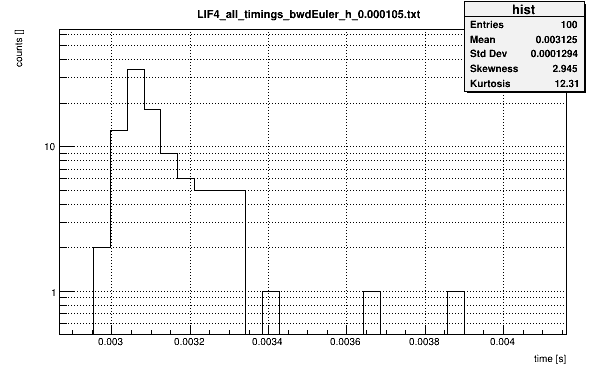 LIF4_all_timings_bwdEuler_h_0.000105.txt
hist
Entries 100
Mean 0.003125
Std Dev 0.0001294
Skewness 2.945
Kurtosis 12.31
counts []
10
1
0.003 0.0032 0.0034 0.0036 0.0038 0.004
time [s]